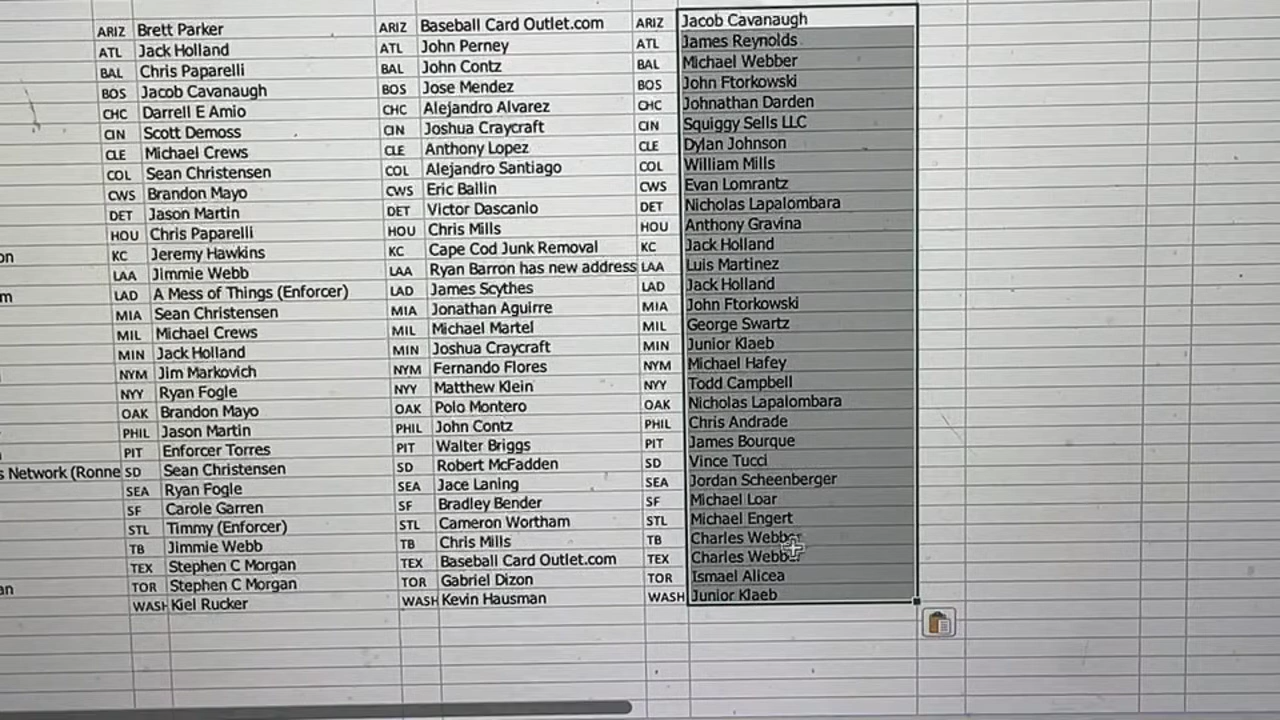 ARIZ Brett Parker ARIZ Baseball Card Outlet.com ARIZ Jacob Cavanaugh
ATL Jack Holland ATL John Perney ATL James Reynolds
BAL Chris Paparelli BAL John Contz BAL Michael Webber
BOS Jacob Cavanaugh BOS Jose Mendez BOS John Ftorkowski
CHC Darrell E Amio CHC Alejandro Alvarez CHC Johnathan Darden
CIN Scott Demoss CIN Joshua Craycraft CIN Squiggy Sells LLC
CLE Michael Crews CLE Anthony Lopez CLE Dylan Johnson
COL Sean Christensen COL Alejandro Santiago COL William Mills
CWS Brandon Mayo CWS Eric Ballin CWS Evan Lomrantz
DET Jason Martin DET Victor Dascanio DET Nicholas Lapalombara
HOU Chris Paparelli HOU Chris Mills HOU Anthony Gravina
on KC Jeremy Hawkins KC Cape Cod Junk Removal KC Jack Holland
LAA Jimmie Webb LAA Ryan Barron has new address LAA Luis Martinez
m LAD A Mess of Things (Enforcer) LAD James Scythes LAD Jack Holland
MIA Sean Christensen MIA Jonathan Aguirre MIA John Ftorkowski
MIL Michael Crews MIL Michael Martel MIL George Swartz
MIN Jack Holland MIN Joshua Craycraft MIN Junior Klaeb
NYM Jim Markovich NYM Fernando Flores NYM Michael Hafey
NYY Ryan Fogle NYY Matthew Klein NYY Todd Campbell
OAK Brandon Mayo OAK Polo Montero OAK Nicholas Lapalombara
PHIL Jason Martin PHIL John Contz PHIL Chris Andrade
PIT Enforcer Torres PIT Walter Briggs PIT James Bourque
s Network (Ronne SD Sean Christensen SD Robert McFadden SD Vince Tucci
SEA Ryan Fogle SEA Jace Laning SEA Jordan Scheenberger
SF Carole Garren SF Bradley Bender SF Michael Loar
STL Timmy (Enforcer) STL Cameron Wortham STL Michael Engert
TB Jimmie Webb TB Chris Mills TB Charles Webber
TEX Stephen C Morgan TEX Baseball Card Outlet.com TEX Charles Webber
an TOR Stephen C Morgan TOR Gabriel Dizon TOR Ismael Alicea
WASH Kiel Rucker WASH Kevin Hausman WASH Junior Klaeb